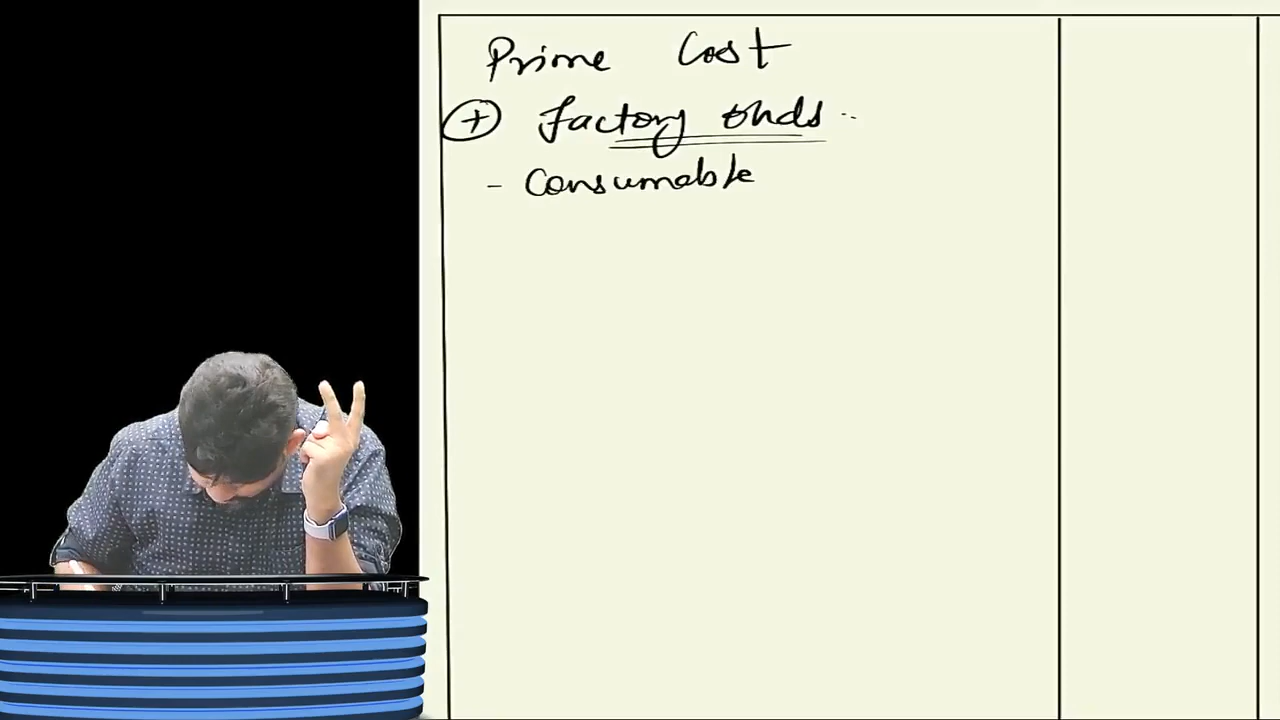 Prime Cost
+ Factory Ohds ..
- Consumable